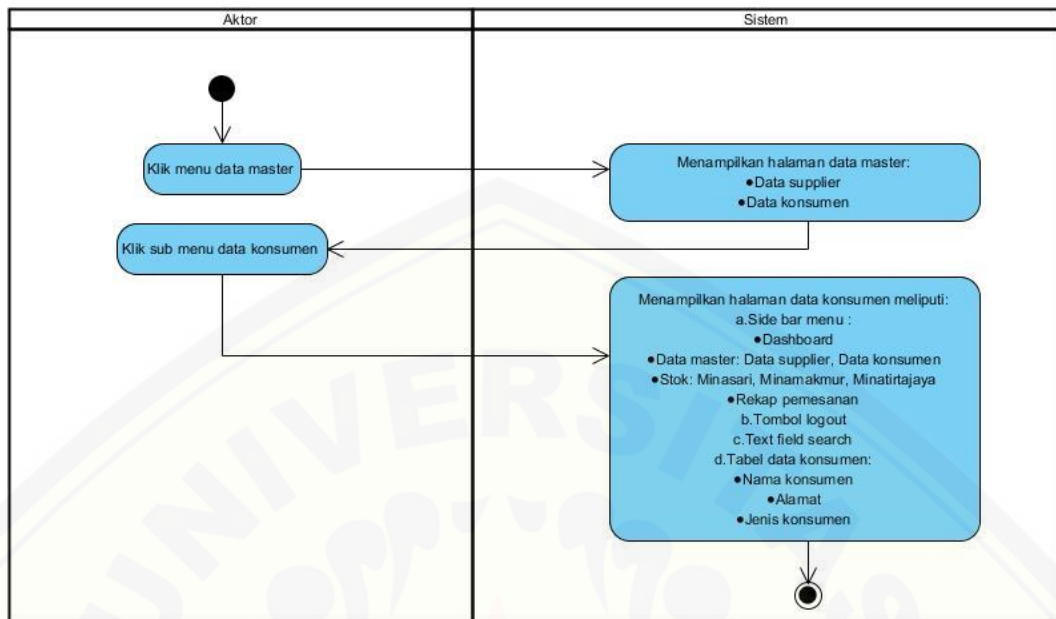 Aktor
Sistem
Klik menu data master
Menampilkan halaman data master:
●Data supplier
●Data konsumen
Klik sub menu data konsumen
Menampilkan halaman data konsumen meliputi:
a.Side bar menu :
●Dashboard
●Data master: Data supplier, Data konsumen
●Stok: Minasari, Minamakmur, Minatirtajaya
●Rekap pemesanan
b.Tombol logout
c.Text field search
d.Tabel data konsumen:
●Nama konsumen
●Alamat
●Jenis konsumen
UNIVERSITA